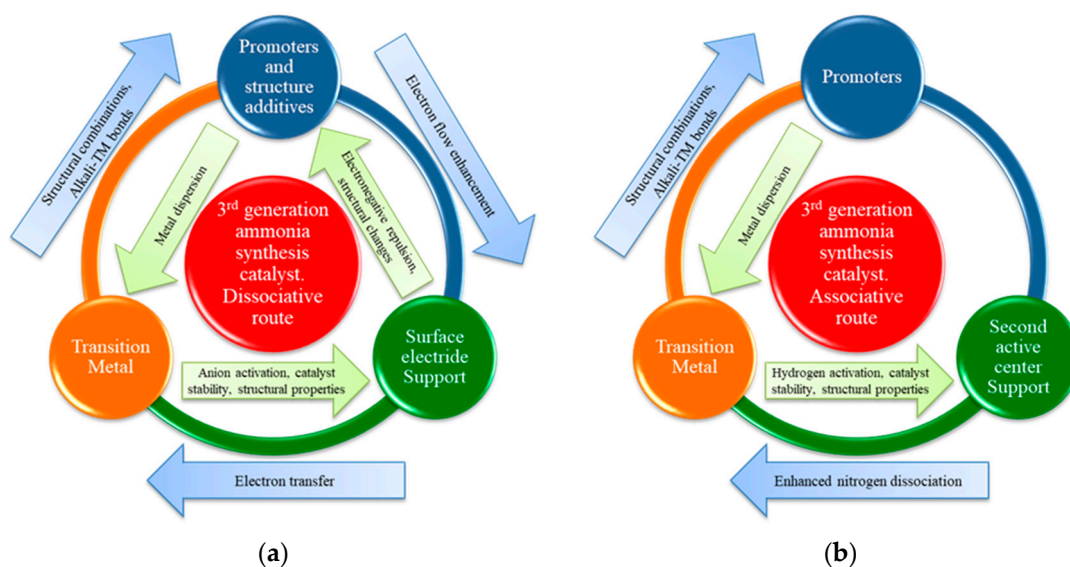 Promoters
and
structure
additives
Structural combinations,
Alkali-TM bonds
Electron flow enhancement
Metal dispersion
Electronegative repulsion,
structural changes
3rd generation
ammonia
synthesis
catalyst.
Dissociative
route
Transition
Metal
Surface
electride
Support
Anion activation, catalyst
stability, structural properties
Electron transfer
(a)
Promoters
Structural combinations,
Alkali-TM bonds
Metal dispersion
3rd generation
ammonia
synthesis
catalyst.
Associative
route
Transition
Metal
Second
active
center
Support
Hydrogen activation, catalyst
stability, structural properties
Enhanced nitrogen dissociation
(b)